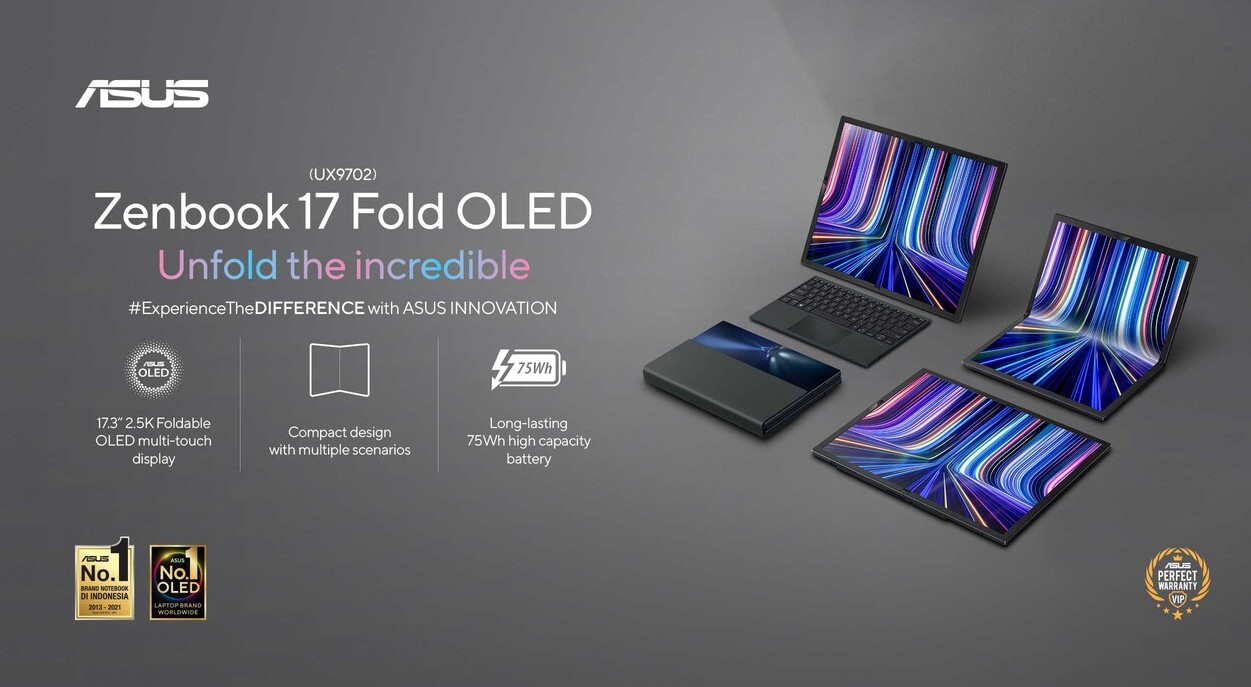 ASUS
(UX9702)
Zenbook 17 Fold OLED
Unfold the incredible
#ExperienceTheDIFFERENCE with ASUS INNOVATION
ASUS
OLED
17.3” 2.5K Foldable
OLED multi-touch
display
Compact design
with multiple scenarios
75Wh
Long-lasting
75Wh high capacity
battery
ASUS
No.1
BRAND NOTEBOOK
DI INDONESIA
2013 - 2021
ASUS
No.1
OLED
LAPTOP BRAND
WORLDWIDE
ASUS
PERFECT
WARRANTY
VIP